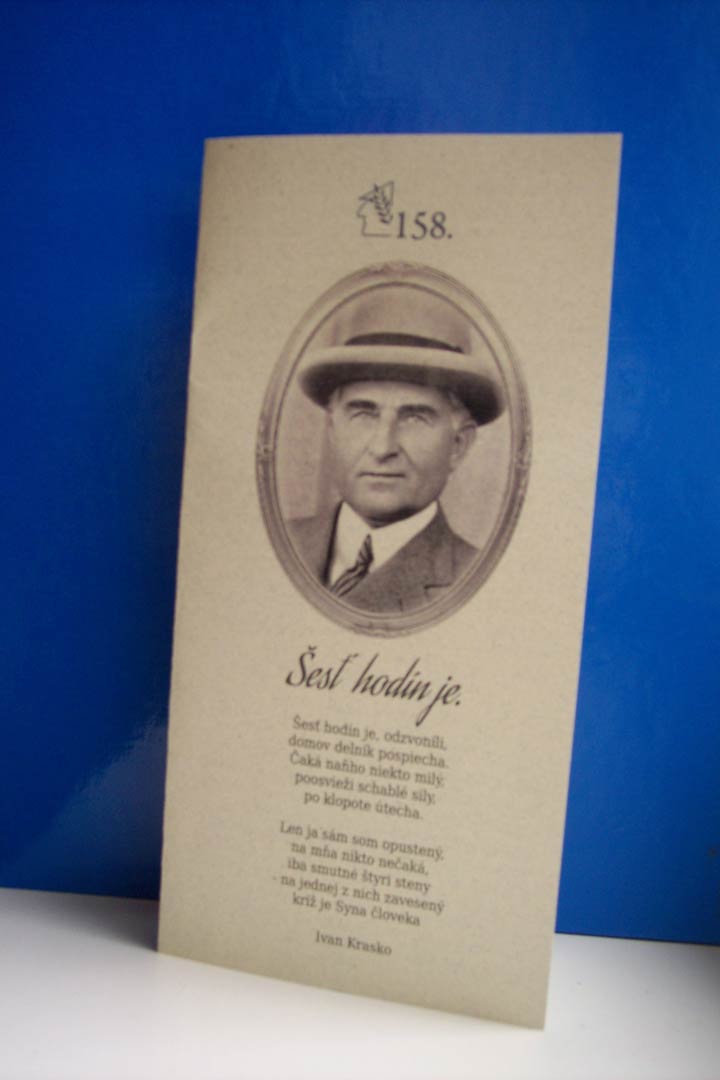 158.
Šesť hodín je.
Šesť hodín je, odzvonili,
domov delník pospiecha.
Čaká naňho niekto milý,
poosvieži schablé sily,
po klopote útecha.
Len ja sám som opustený,
na mňa nikto nečaká,
iba smutné štyri steny
- na jednej z nich zavesený
kríž je Syna človeka
Ivan Krasko